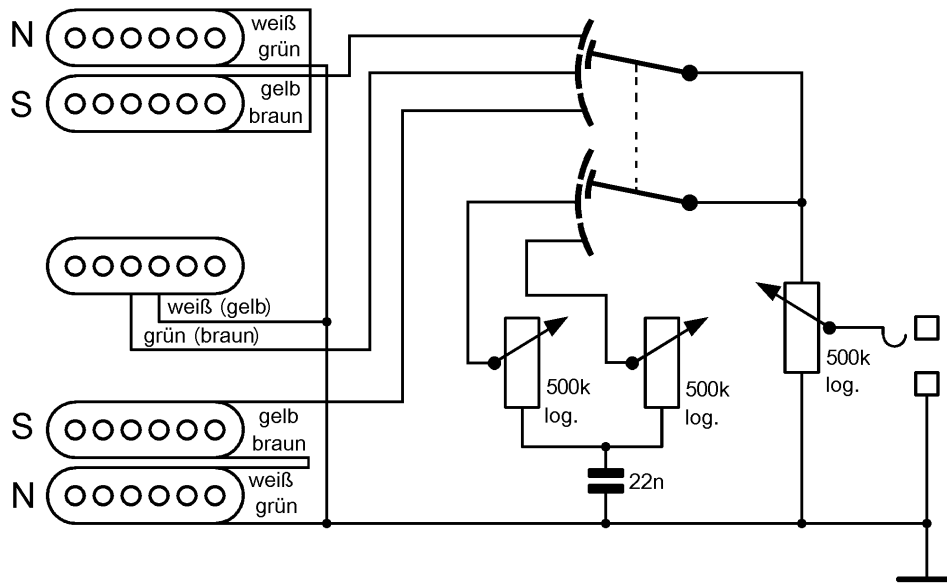 N
weiß
grün
S
gelb
braun
weiß (gelb)
grün (braun)
500k
log.
500k
log.
500k
log.
S
gelb
braun
N
weiß
grün
22n